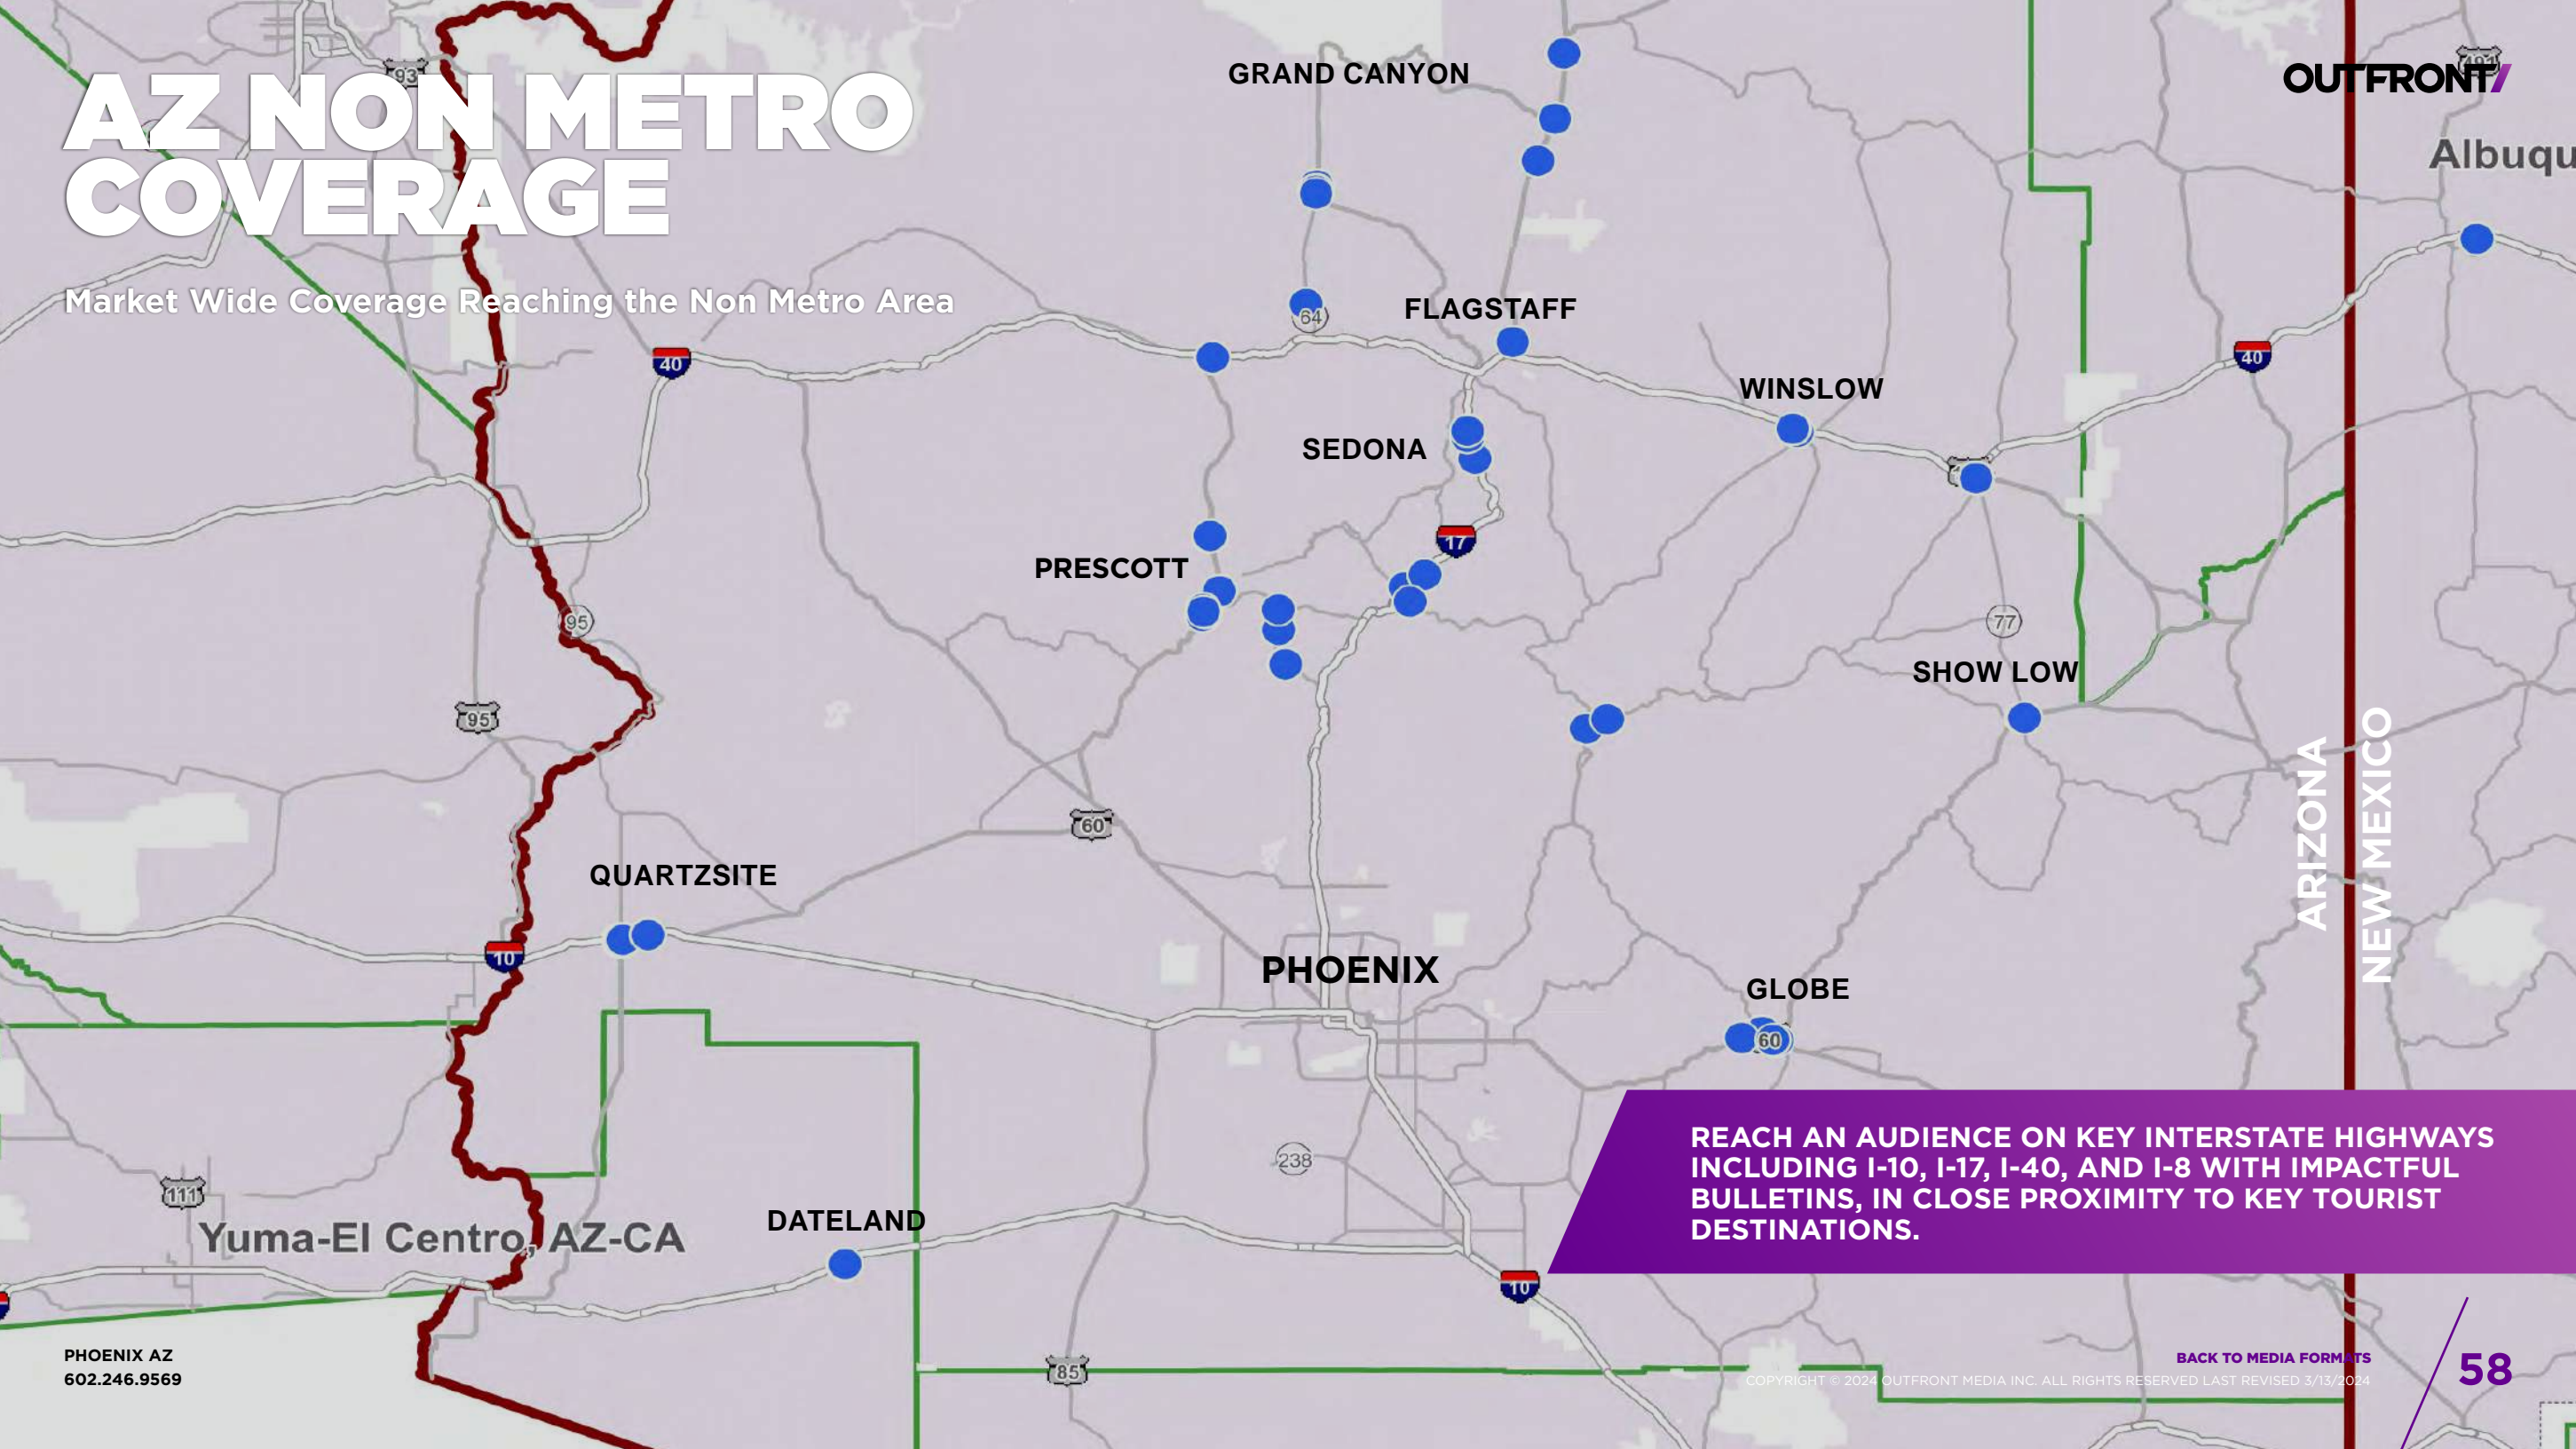 AZ NON METRO
COVERAGE
Market Wide Coverage Reaching the Non Metro Area
OUTFRONT/
93
491
GRAND CANYON
Albuqu
64
FLAGSTAFF
40
40
WINSLOW
SEDONA
17
PRESCOTT
95
77
SHOW LOW
95
ARIZONA
NEW MEXICO
60
QUARTZSITE
10
PHOENIX
GLOBE
60
REACH AN AUDIENCE ON KEY INTERSTATE HIGHWAYS
INCLUDING I-10, I-17, I-40, AND I-8 WITH IMPACTFUL
BULLETINS, IN CLOSE PROXIMITY TO KEY TOURIST
DESTINATIONS.
238
111
DATELAND
Yuma-El Centro, AZ-CA
10
85
PHOENIX AZ
602.246.9569
BACK TO MEDIA FORMATS
COPYRIGHT © 2024 OUTFRONT MEDIA INC. ALL RIGHTS RESERVED LAST REVISED 3/13/2024
58